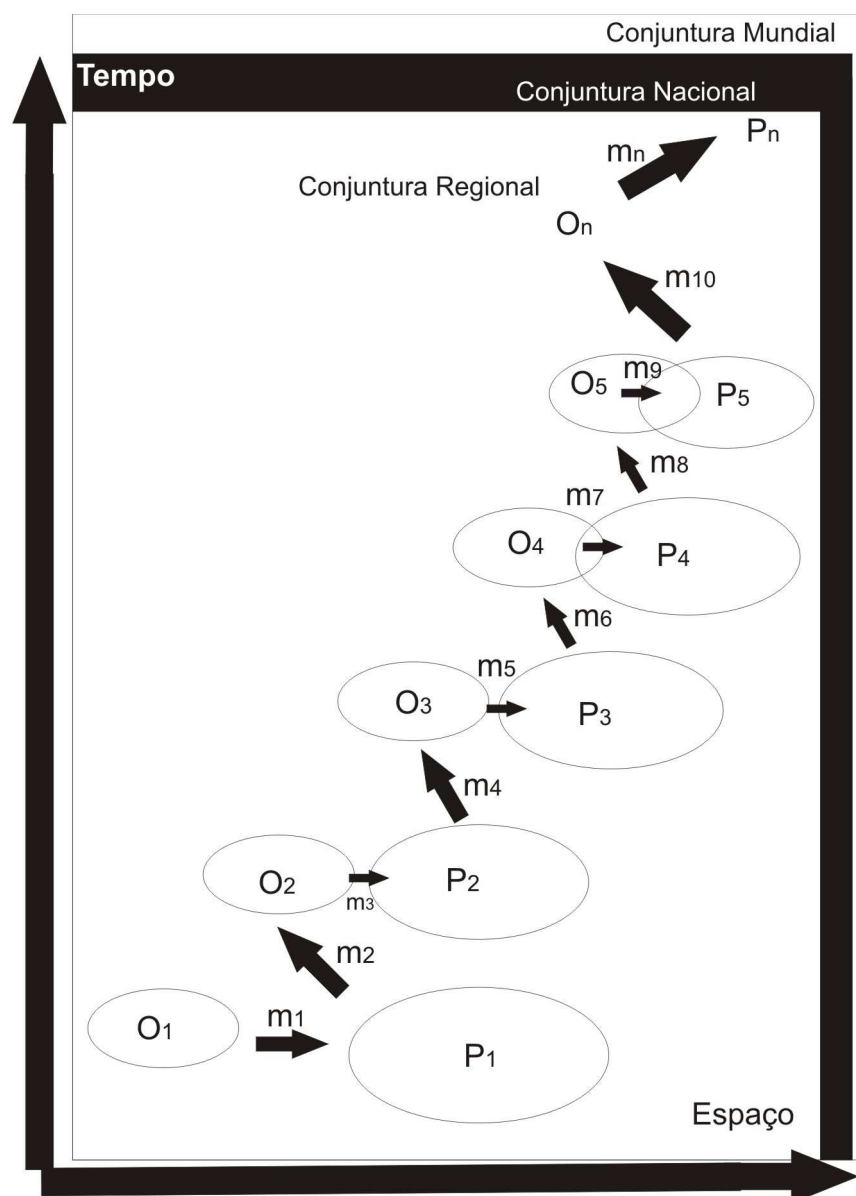 Conjuntura Mundial
Tempo
Conjuntura Nacional
Pn
mn
Conjuntura Regional
On
m10
O5
m9
P5
m8
m7
O4
P4
m6
m5
O3
P3
m4
O2
P2
m3
m2
m1
O1
P1
Espaço